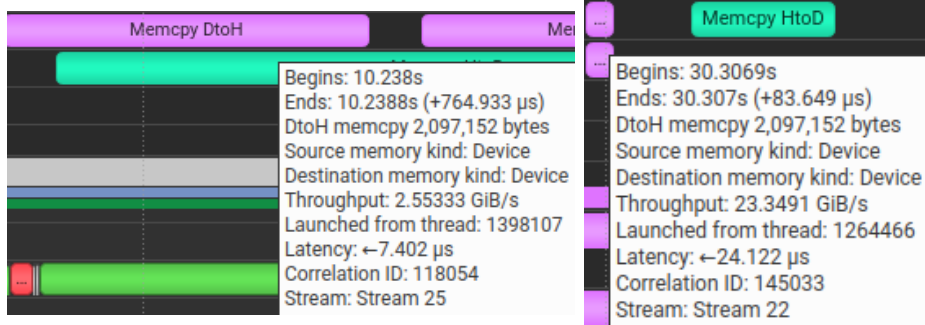 Memcpy DtoH
Me
Begins: 10.238s
Ends: 10.2388s (+764.933 μs)
DtoH memcpy 2,097,152 bytes
Source memory kind: Device
Destination memory kind: Device
Throughput: 2.55333 GiB/s
Launched from thread: 1398107
Latency: ←7.402 μs
Correlation ID: 118054
Stream: Stream 25
...
... Memcpy HtoD
...
Begins: 30.3069s
Ends: 30.307s (+83.649 μs)
DtoH memcpy 2,097,152 bytes
Source memory kind: Device
Destination memory kind: Device
Throughput: 23.3491 GiB/s
Launched from thread: 1264466
Latency: ←24.122 μs
Correlation ID: 145033
Stream: Stream 22